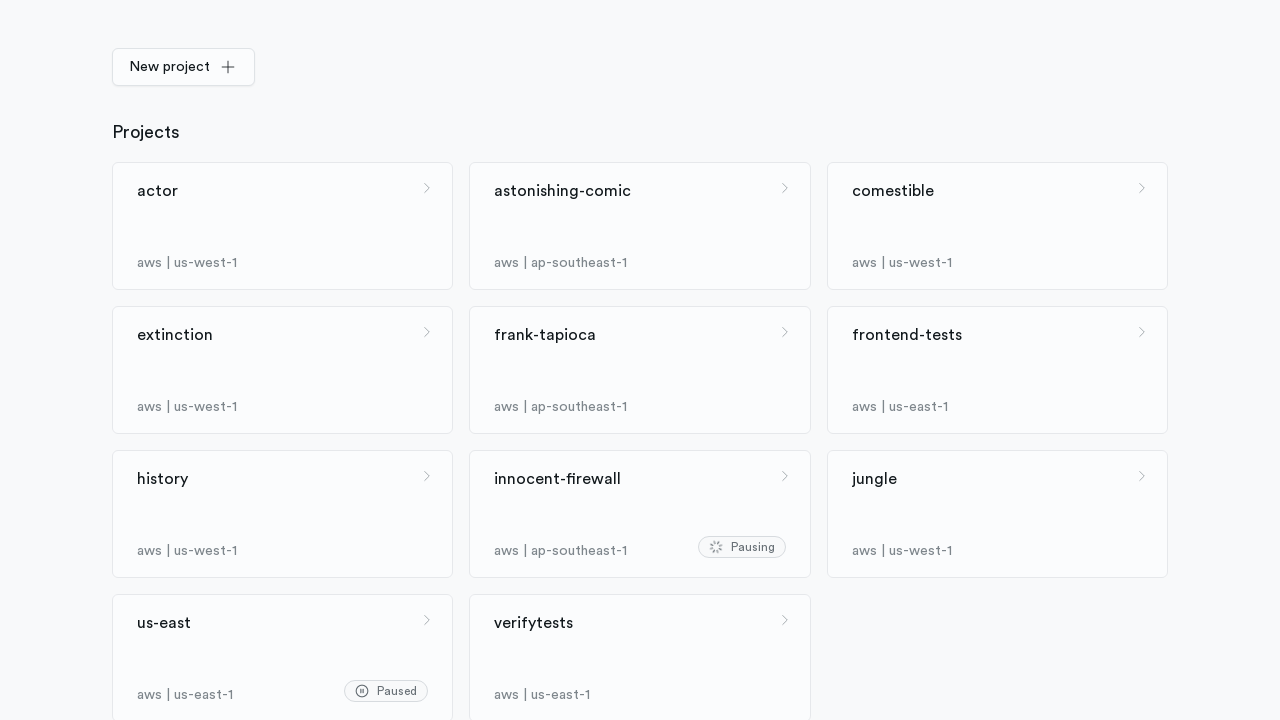 New project
Projects
actor
aws | us-west-1
astonishing-comic
aws | ap-southeast-1
comestible
aws | us-west-1
extinction
aws | us-west-1
frank-tapioca
aws | ap-southeast-1
frontend-tests
aws | us-east-1
history
aws | us-west-1
innocent-firewall
aws | ap-southeast-1
Pausing
jungle
aws | us-west-1
us-east
aws | us-east-1
Paused
verifytests
aws | us-east-1